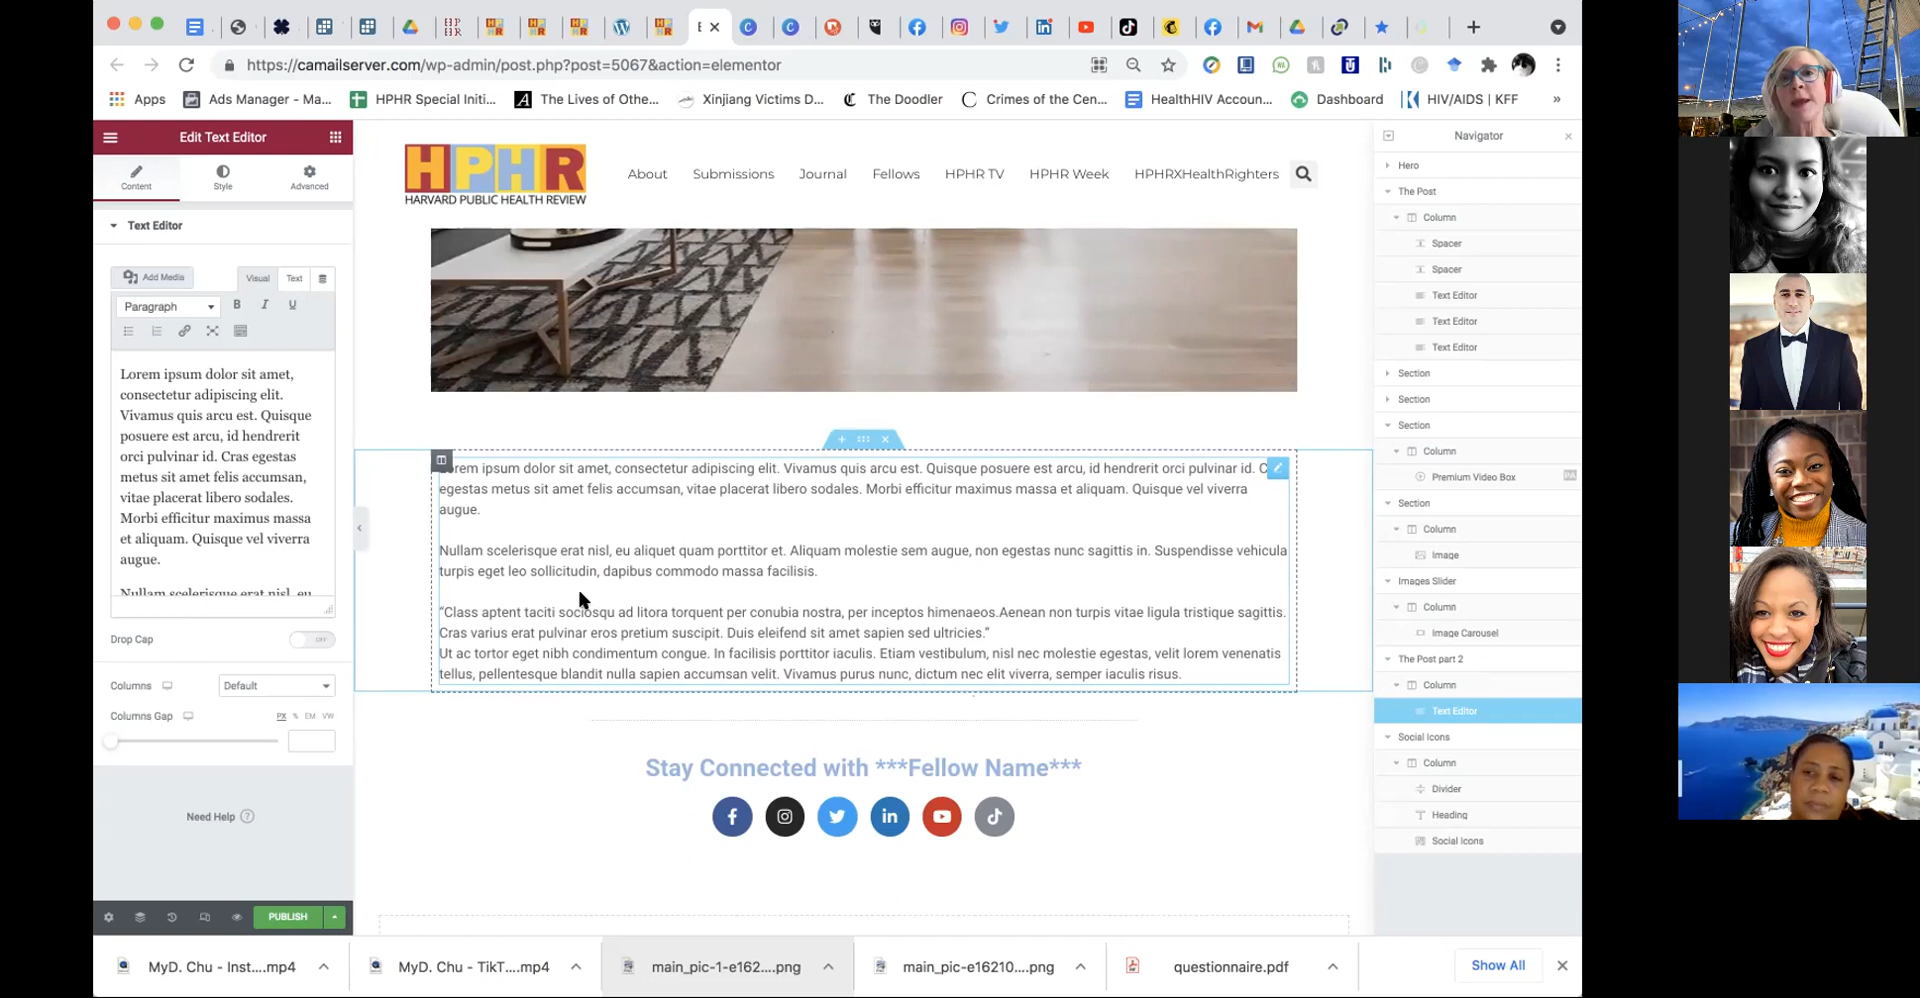 https://camailserver.com/wp-admin/post.php?post=5067&action=elementor
Apps
Ads Manager - Ma...
HPHR Special Initi...
The Lives of Othe...
Xinjiang Victims D...
The Doodler
Crimes of the Cen...
HealthHIV Accoun...
Dashboard
HIV/AIDS | KFF
»
Edit Text Editor
Content
Style
Advanced
Text Editor
Add Media
Visual
Text
Paragraph
B
I
U
Lorem ipsum dolor sit amet,
consectetur adipiscing elit.
Vivamus quis arcu est. Quisque
posuere est arcu, id hendrerit
orci pulvinar id. Cras egestas
metus sit amet felis accumsan,
vitae placerat libero sodales.
Morbi efficitur maximus massa
et aliquam. Quisque vel viverra
augue.
Nullam scelerisque erat nisl, eu
Drop Cap
OFF
Columns
Default
Columns Gap
PX
%
EM
VW
Need Help
PUBLISH
HPHR
HARVARD PUBLIC HEALTH REVIEW
About
Submissions
Journal
Fellows
HPHR TV
HPHR Week
HPHRXHealthRighters
orem ipsum dolor sit amet, consectetur adipiscing elit. Vivamus quis arcu est. Quisque posuere est arcu, id hendrerit orci pulvinar id. C
egestas metus sit amet felis accumsan, vitae placerat libero sodales. Morbi efficitur maximus massa et aliquam. Quisque vel viverra
augue.
Nullam scelerisque erat nisl, eu aliquet quam porttitor et. Aliquam molestie sem augue, non egestas nunc sagittis in. Suspendisse vehicula
turpis eget leo sollicitudin, dapibus commodo massa facilisis.
“Class aptent taciti sociosqu ad litora torquent per conubia nostra, per inceptos himenaeos.Aenean non turpis vitae ligula tristique sagittis.
Cras varius erat pulvinar eros pretium suscipit. Duis eleifend sit amet sapien sed ultricies.”
Ut ac tortor eget nibh condimentum congue. In facilisis porttitor iaculis. Etiam vestibulum, nisl nec molestie egestas, velit lorem venenatis
tellus, pellentesque blandit nulla sapien accumsan velit. Vivamus purus nunc, dictum nec elit viverra, semper iaculis risus.
Stay Connected with ***Fellow Name***
Navigator
Hero
The Post
Column
Spacer
Spacer
Text Editor
Text Editor
Text Editor
Section
Section
Section
Column
Premium Video Box
PA
Section
Column
Image
Images Slider
Column
Image Carousel
The Post part 2
Column
Text Editor
Social Icons
Column
Divider
Heading
Social Icons
MyD. Chu - Inst....mp4
MyD. Chu - TikT....mp4
main_pic-1-e162....png
main_pic-e16210....png
questionnaire.pdf
Show All